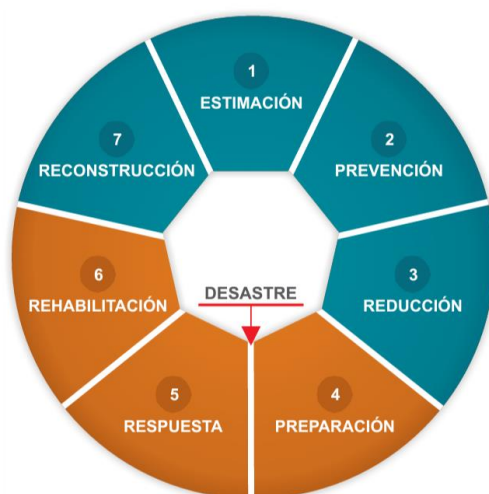 1
ESTIMACIÓN
2
PREVENCIÓN
3
REDUCCIÓN
4
PREPARACIÓN
5
RESPUESTA
6
REHABILITACIÓN
7
RECONSTRUCCIÓN
DESASTRE